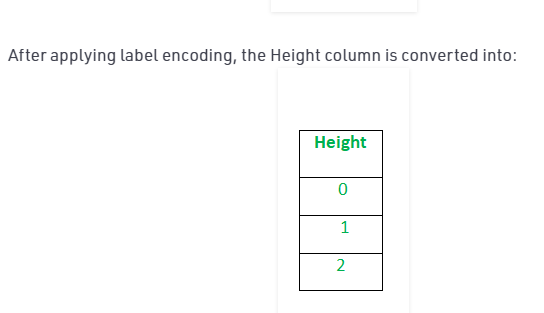 After applying label encoding, the Height column is converted into:
Height
0
1
2